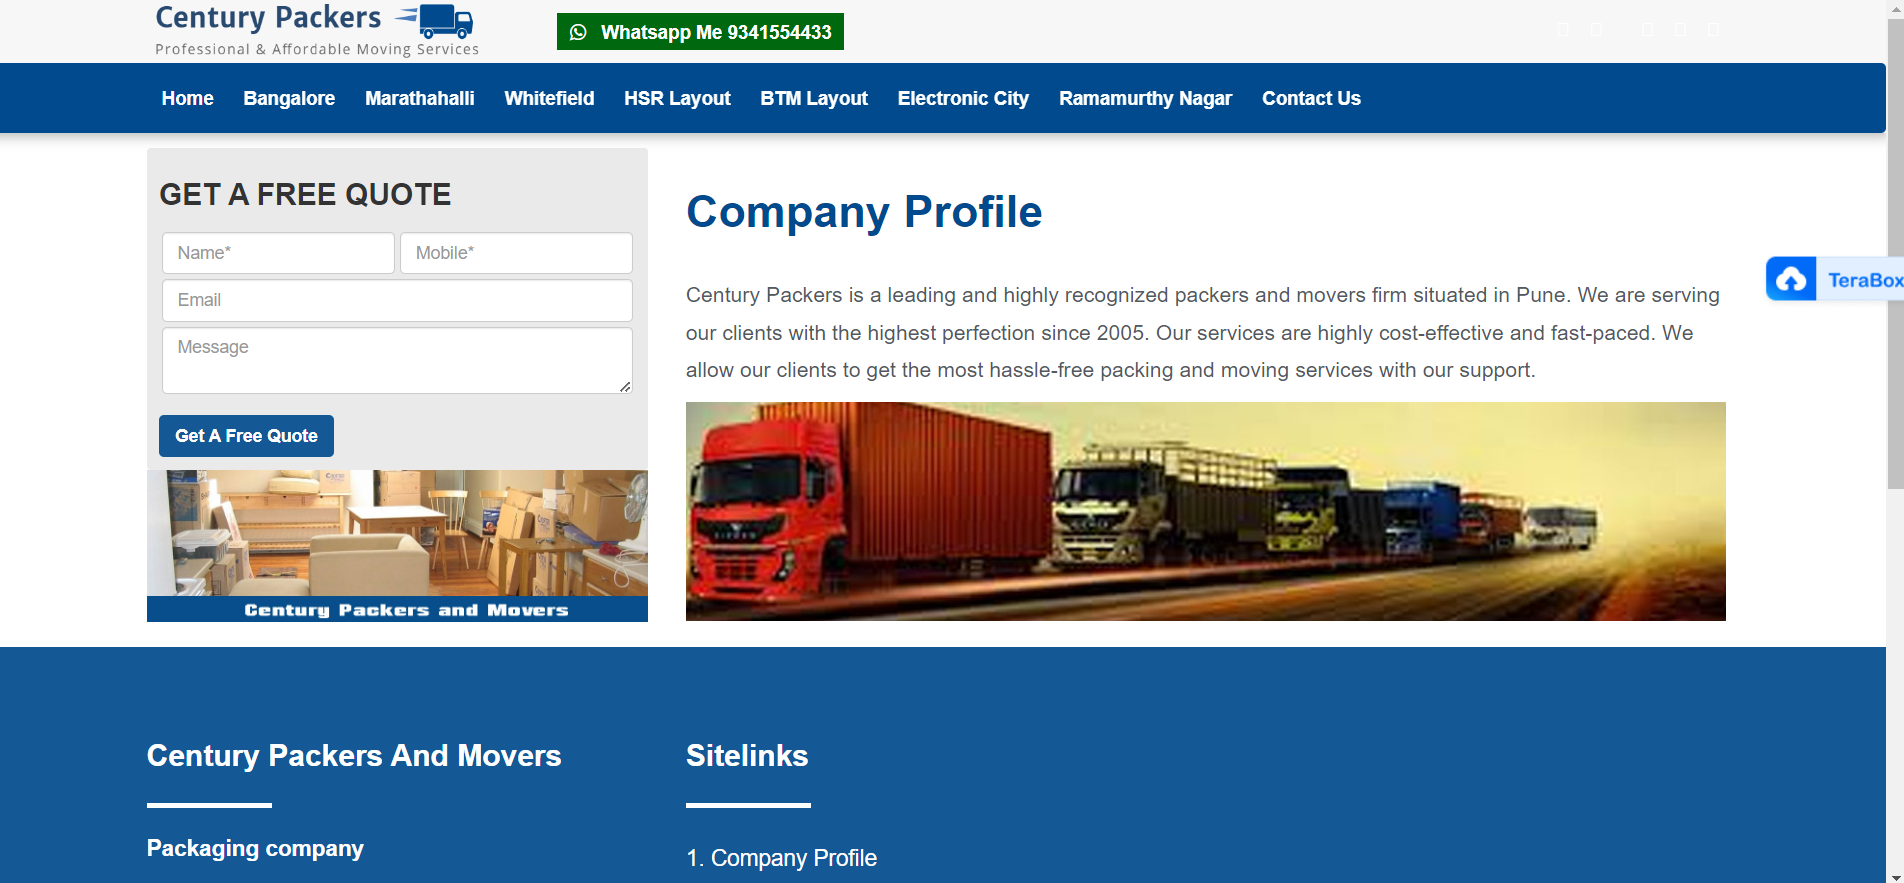 Century Packers
Professional & Affordable Moving Services
Whatsapp Me 9341554433
Home Bangalore Marathahalli Whitefield HSR Layout BTM Layout Electronic City Ramamurthy Nagar Contact Us
GET A FREE QUOTE
Name* Mobile*
Email
Message
Get A Free Quote
Century Packers and Movers
Company Profile
Century Packers is a leading and highly recognized packers and movers firm situated in Pune. We are serving
our clients with the highest perfection since 2005. Our services are highly cost-effective and fast-paced. We
allow our clients to get the most hassle-free packing and moving services with our support.
TeraBox
Century Packers And Movers
Packaging company
Sitelinks
1. Company Profile